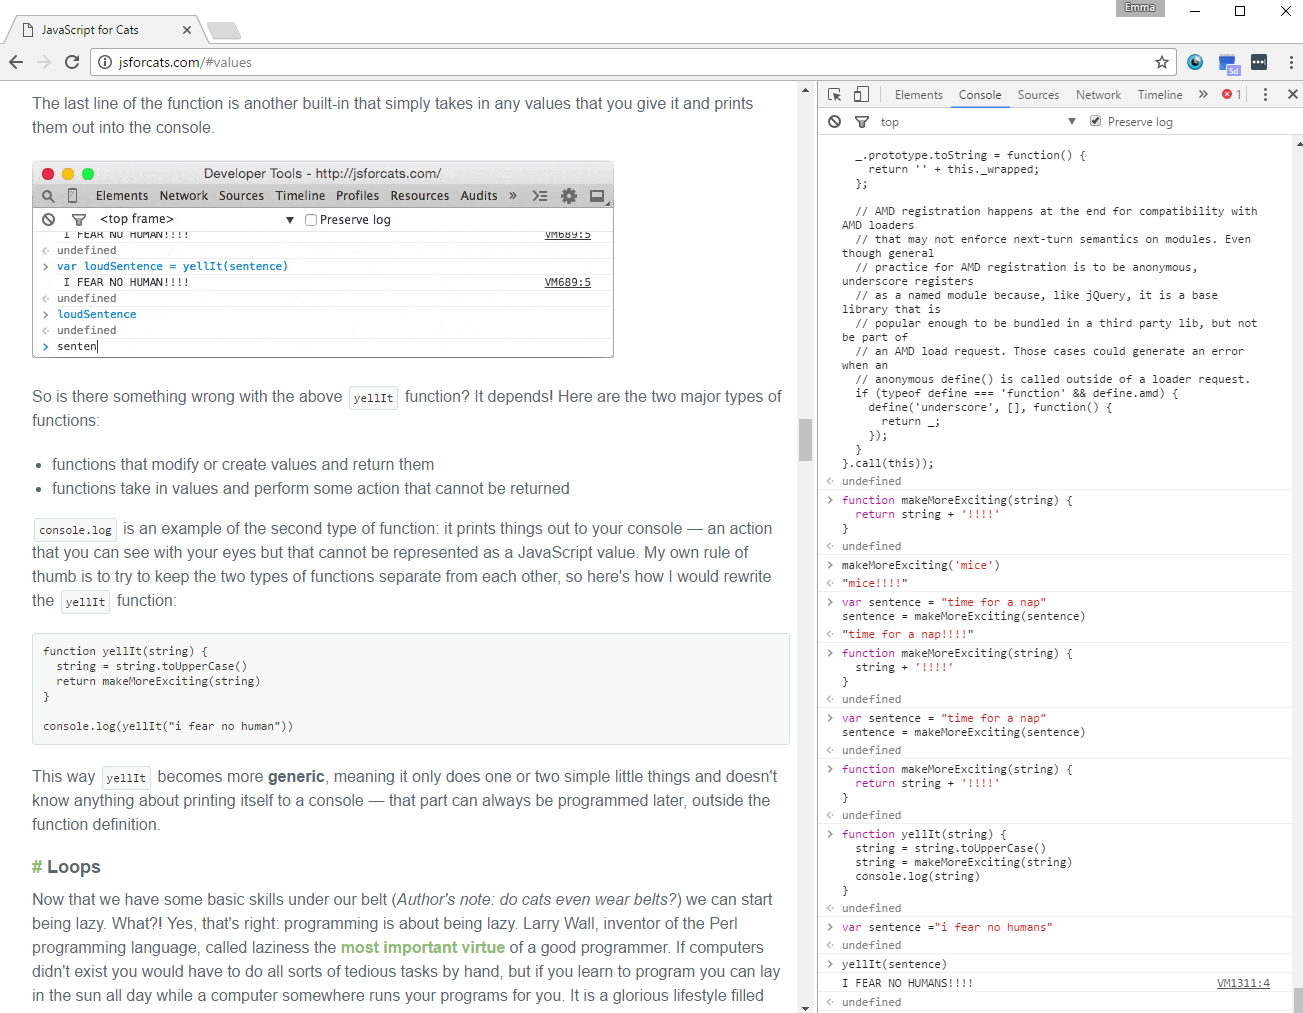 Emma
JavaScript for Cats
jsforcats.com/#values
5d
The last line of the function is another built-in that simply takes in any values that you give it and prints
them out into the console.
Developer Tools - http://jsforcats.com/
Elements Network Sources Timeline Profiles Resources Audits »
<top frame> Preserve log
I FEAR NO HUMAN!!!! VM689:5
undefined
> var loudSentence = yellIt(sentence)
I FEAR NO HUMAN!!!! VM689:5
undefined
> loudSentence
undefined
> senten
So is there something wrong with the above yellIt function? It depends! Here are the two major types of
functions:
• functions that modify or create values and return them
• functions take in values and perform some action that cannot be returned
console.log is an example of the second type of function: it prints things out to your console — an action
that you can see with your eyes but that cannot be represented as a JavaScript value. My own rule of
thumb is to try to keep the two types of functions separate from each other, so here's how I would rewrite
the yellIt function:
function yellIt(string) {
string = string.toUpperCase()
return makeMoreExciting(string)
}
console.log(yellIt("i fear no human"))
This way yellIt becomes more generic, meaning it only does one or two simple little things and doesn't
know anything about printing itself to a console — that part can always be programmed later, outside the
function definition.
# Loops
Now that we have some basic skills under our belt (Author's note: do cats even wear belts?) we can start
being lazy. What?! Yes, that's right: programming is about being lazy. Larry Wall, inventor of the Perl
programming language, called laziness the most important virtue of a good programmer. If computers
didn't exist you would have to do all sorts of tedious tasks by hand, but if you learn to program you can lay
in the sun all day while a computer somewhere runs your programs for you. It is a glorious lifestyle filled
Elements Console Sources Network Timeline » 1
top Preserve log
_.prototype.toString = function() {
return '' + this._wrapped;
};
// AMD registration happens at the end for compatibility with
AMD loaders
// that may not enforce next-turn semantics on modules. Even
though general
// practice for AMD registration is to be anonymous,
underscore registers
// as a named module because, like jQuery, it is a base
library that is
// popular enough to be bundled in a third party lib, but not
be part of
// an AMD load request. Those cases could generate an error
when an
// anonymous define() is called outside of a loader request.
if (typeof define === 'function' && define.amd) {
define('underscore', [], function() {
return _;
});
}
}.call(this));
undefined
> function makeMoreExciting(string) {
return string + '!!!!'
}
undefined
> makeMoreExciting('mice')
"mice!!!!"
> var sentence = "time for a nap"
sentence = makeMoreExciting(sentence)
"time for a nap!!!!"
> function makeMoreExciting(string) {
string + '!!!!'
}
undefined
> var sentence = "time for a nap"
sentence = makeMoreExciting(sentence)
undefined
> function makeMoreExciting(string) {
return string + '!!!!'
}
undefined
> function yellIt(string) {
string = string.toUpperCase()
string = makeMoreExciting(string)
console.log(string)
}
undefined
> var sentence ="i fear no humans"
undefined
> yellIt(sentence)
I FEAR NO HUMANS!!!! VM1311:4
undefined